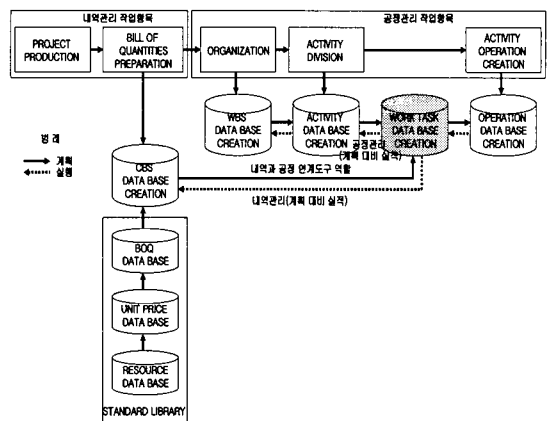 내역관리 작업항목
공정관리 작업항목
PROJECT
PRODUCTION
BILL OF
QUANTITIES
PREPARATION
ORGANIZATION
ACTIVITY
DIVISION
ACTIVITY
OPERATION
CREATION
WBS
DATA BASE
CREATION
ACTIVITY
DATA BASE
CREATION
WORK TASK
DATA BASE
CREATION
OPERATION
DATA BASE
CREATION
범 례
계획
실행
공정관리
(계획 대비 실적)
CBS
DATA BASE
CREATION
내역과 공정 연계도구 역할
내역관리(계획 대비 실적)
BOQ
DATA BASE
UNIT PRICE
DATA BASE
RESOURCE
DATA BASE
STANDARD LIBRARY